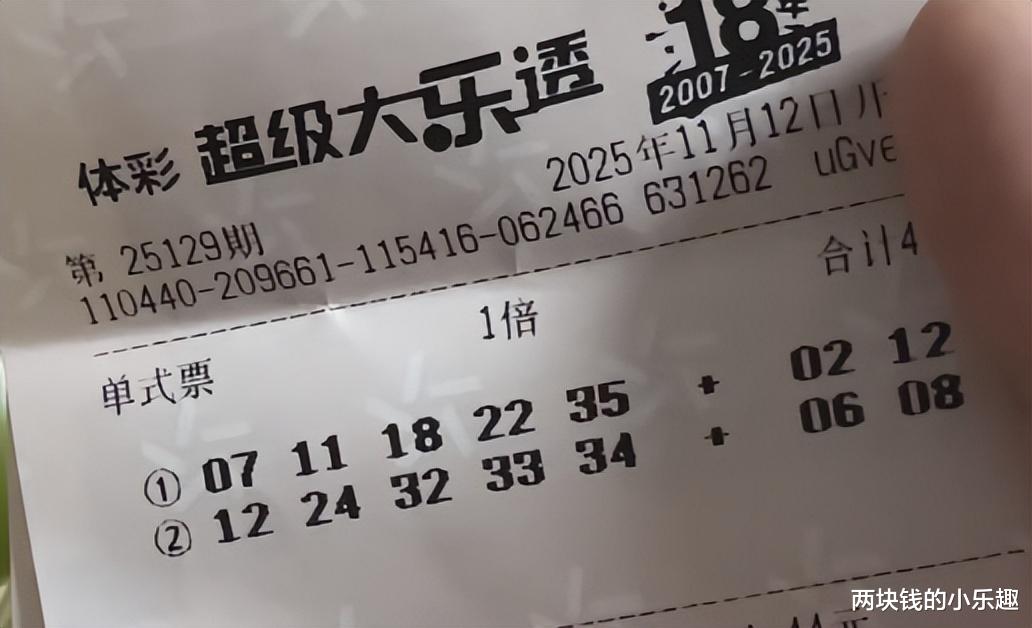 18年
2007-2025
体彩 超级大乐透
2025年11月12日开
第 25129期
110440-209661-115416-062466 631262 uGve
合计4
1倍
单式票
① 07 11 18 22 35 + 02 12
② 12 24 32 33 34 + 06 08
两块钱的小乐趣